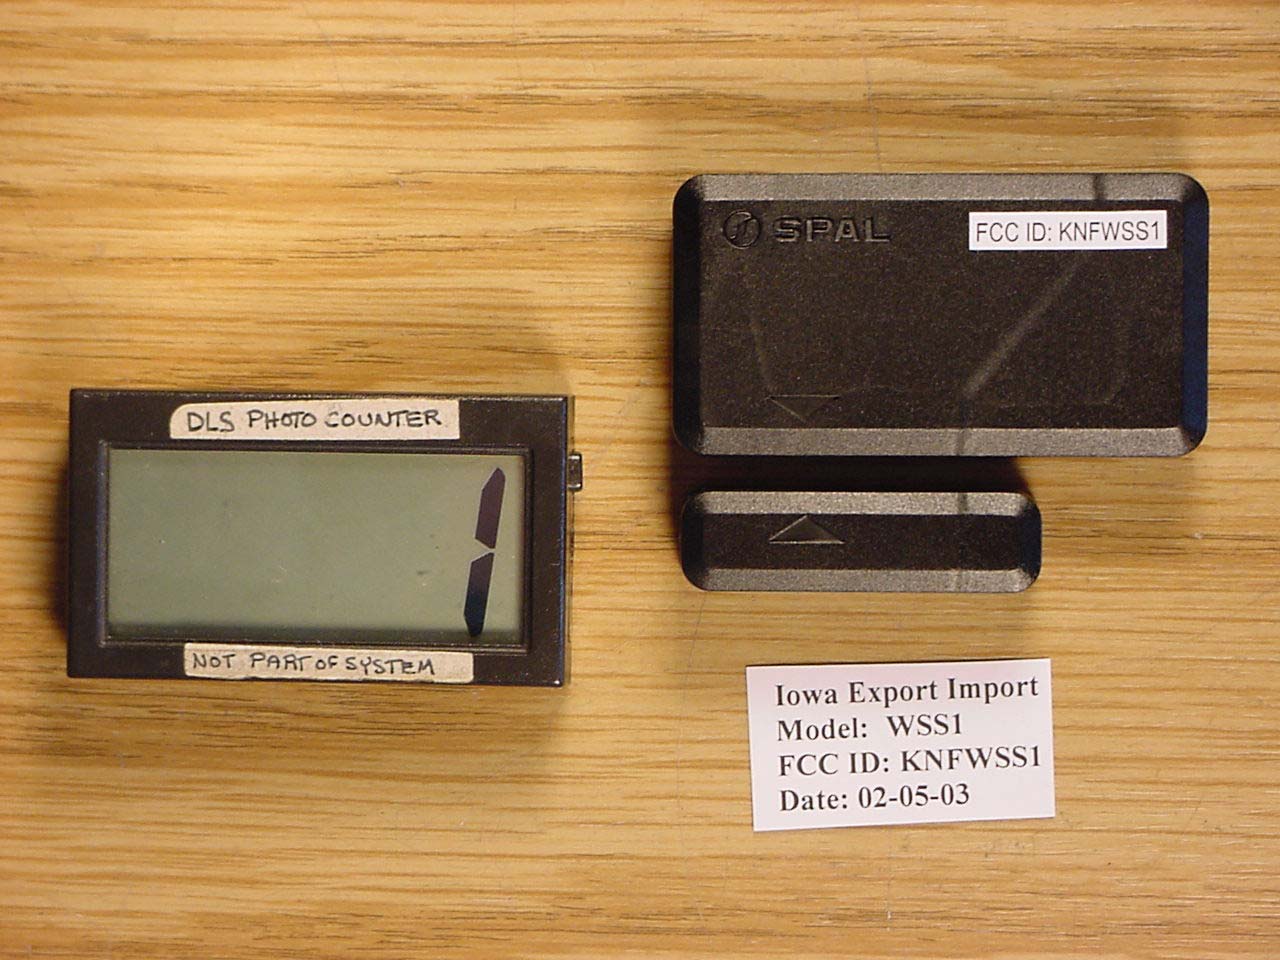 DLS PHOTO COUNTER
1
NOT PART OF SYSTEM
SPAL
FCC ID: KNFWSS1
Iowa Export Import
Model: WSS1
FCC ID: KNFWSS1
Date: 02-05-03